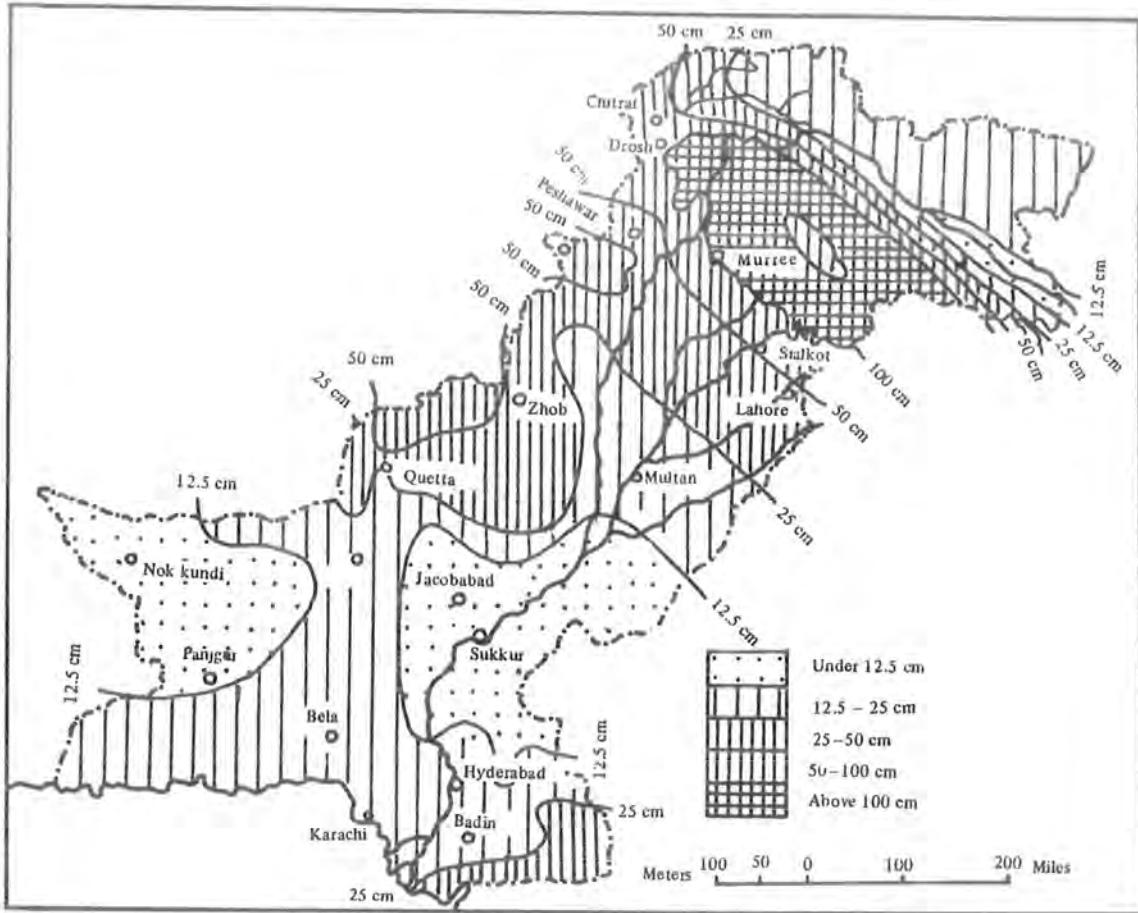 50 cm 25 cm
Chitral
Drosh
50 cm
Peshawar
50 cm
50 cm
50 cm
Murree
12.5 cm
12.5 cm
25 cm
50 cm
Sialkot
100 cm
50 cm
25 cm
Zhob
Lahore
50 cm
12.5 cm
Quetta
Multan
25 cm
Nok kundi
Jacobabad
12.5 cm
Panjgur
Sukkur
12.5 cm
Bela
12.5 cm
Hyderabad
Karachi
Badin
25 cm
25 cm
Under 12.5 cm
12.5 – 25 cm
25–50 cm
50–100 cm
Above 100 cm
Meters 100 50 0 100 200 Miles